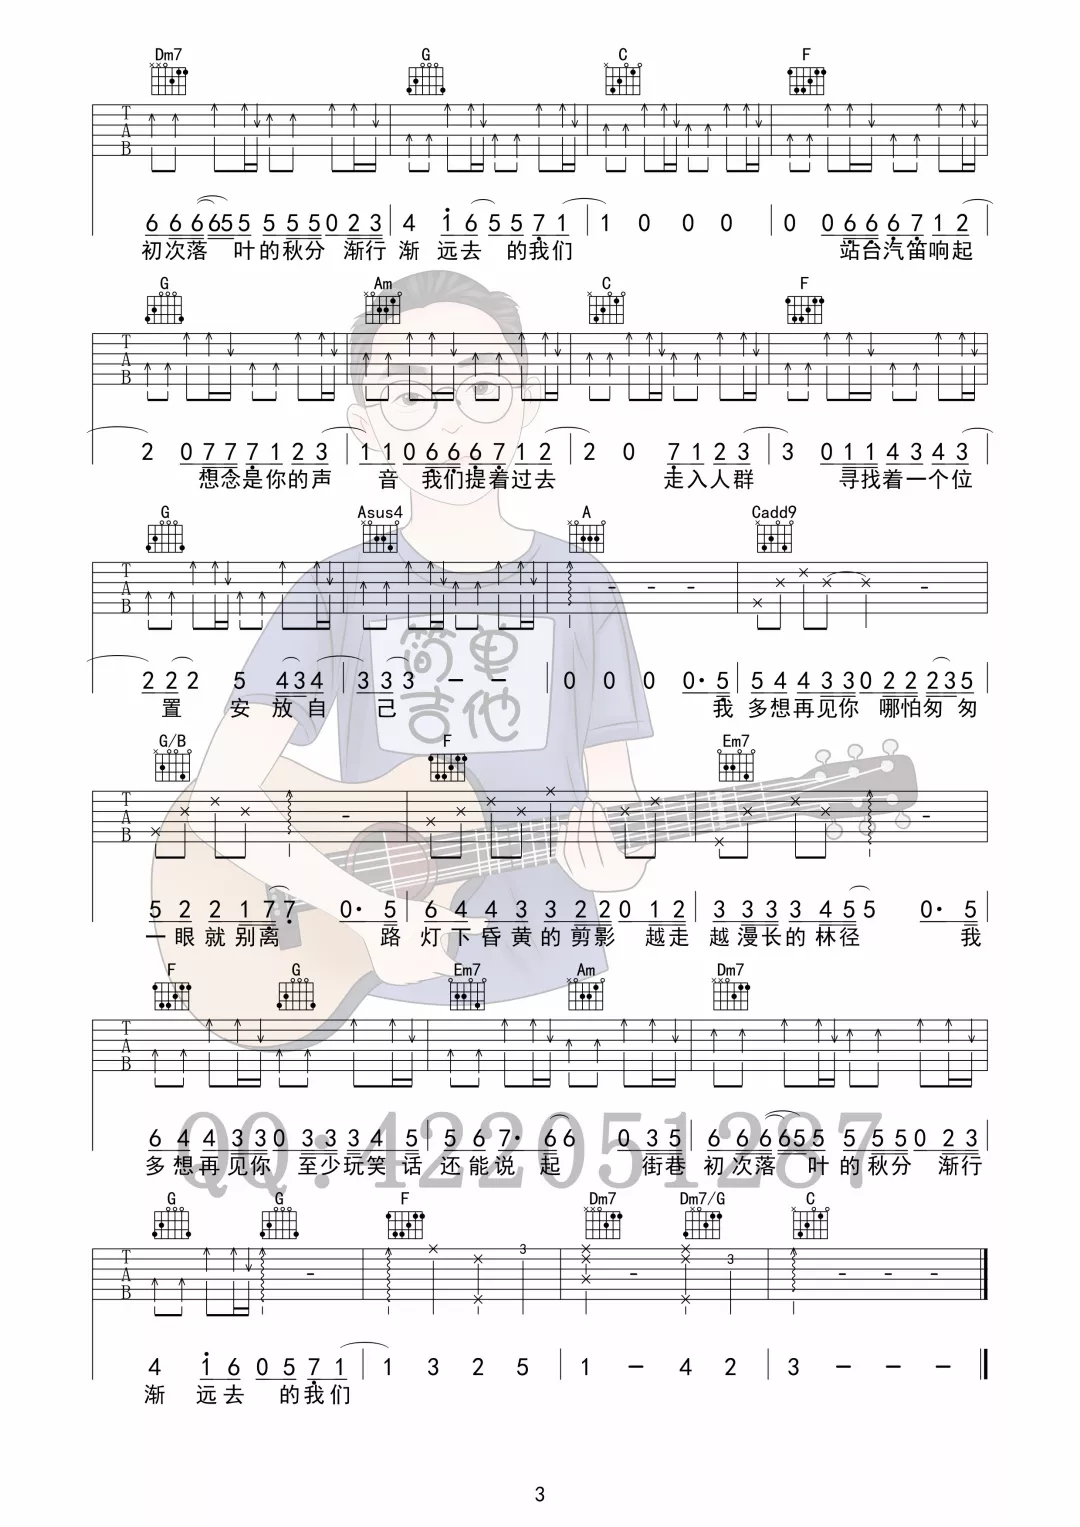 Dm7 G C F
T A B
6 6 6 6 5 5 5 5 5 0 2 3 4 1 6 5 5 7 1 1 0 0 0 0 0 6 6 6 7 1 2
初次落 叶的秋分 渐行 渐 远去 的我们 站台汽笛响起
G Am C F
T A B
2 0 7 7 7 7 1 2 3 1 1 0 6 6 6 7 1 2 2 0 7 1 2 3 3 0 1 1 4 3 4 3
想念是你的声 音 我们提着过去 走入人群 寻找着一个位
G Asus4 A Cadd9
T A B - - - -
2 2 2 2 5 4 3 4 3 3 3 - - 0 0 0 0· 5 5 4 4 3 3 0 2 2 2 3 5
置 安放自 己 我 多想再见你 哪怕匆 匆
简单
吉他
G/B F Em7
T A B - -
5 2 2 1 7 7 0· 5 6 4 4 3 3 2 2 0 1 2 3 3 3 3 4 5 5 0· 5
一眼就别离 路 灯下昏黄的剪影 越走 越漫长的林径 我
F G Em7 Am Dm7
T A B
6 4 4 3 3 0 3 3 3 4 5 5 6 7· 6 6 0 3 5 6 6 6 6 5 5 5 5 5 0 2 3
多想再见你 至少玩笑话 还能说起 街巷 初次落 叶的秋分 渐行
QQ:422051287
G G F Dm7 Dm7/G C
T A B - 3 - 3 - - -
4 1 6 0 5 7 1 1 3 2 5 1 - 4 2 3 - - -
渐 远去 的我们
3